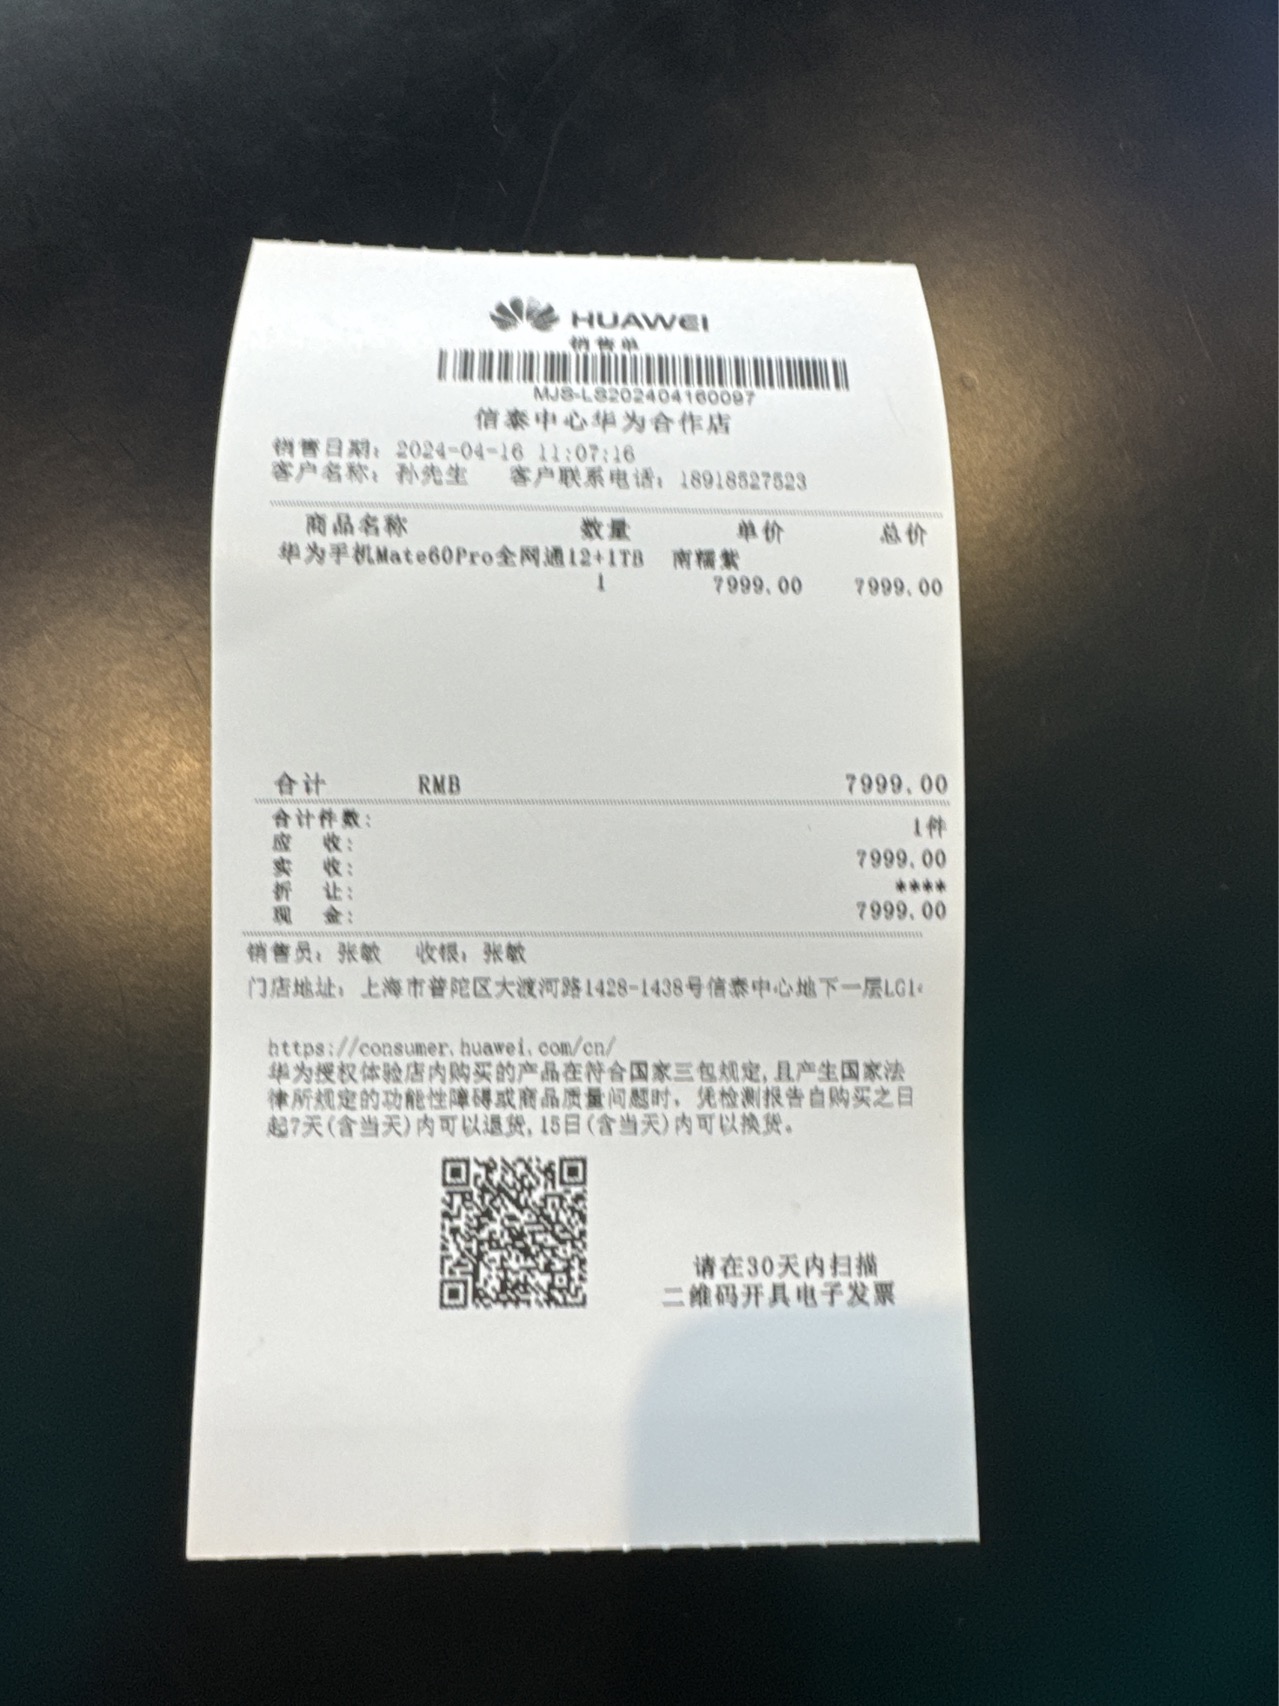 HUAWEI
销售单
MJS-LS202404160097
信泰中心华为合作店
销售日期：2024-04-16 11:07:16
客户名称：孙先生 客户联系电话：18918527523
商品名称 数量 单价 总价
华为手机Mate60Pro全网通12+1TB 南糯紫
1 7999.00 7999.00
合计 RMB 7999.00
合计件数: 1件
应 收: 7999.00
实 收:
折 让: ****
现 金: 7999.00
销售员：张敏 收银：张敏
门店地址：上海市普陀区大渡河路1428-1438号信泰中心地下一层LG1
https://consumer.huawei.com/cn/
华为授权体验店内购买的产品在符合国家三包规定,且产生国家法
律所规定的功能性障碍或商品质量问题时，凭检测报告自购买之日
起7天(含当天)内可以退货,15日(含当天)内可以换货。
请在30天内扫描
二维码开具电子发票